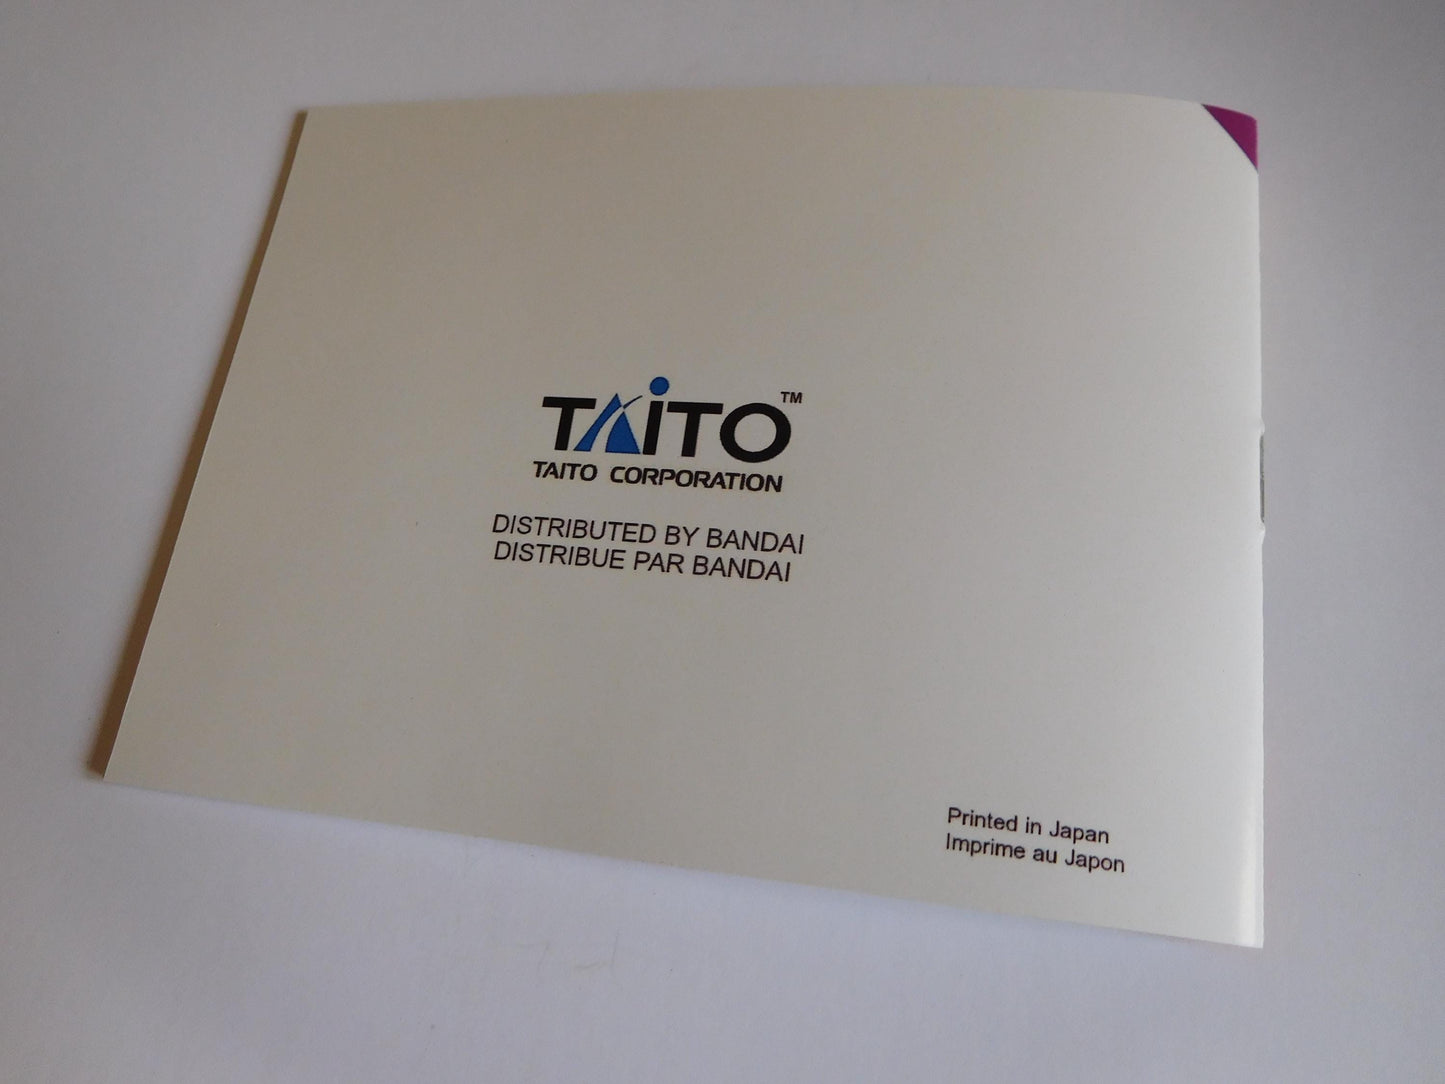 TAiTO™
TAITO CORPORATION
DISTRIBUTED BY BANDAI
DISTRIBUE PAR BANDAI
Printed in Japan
Imprime au Japon